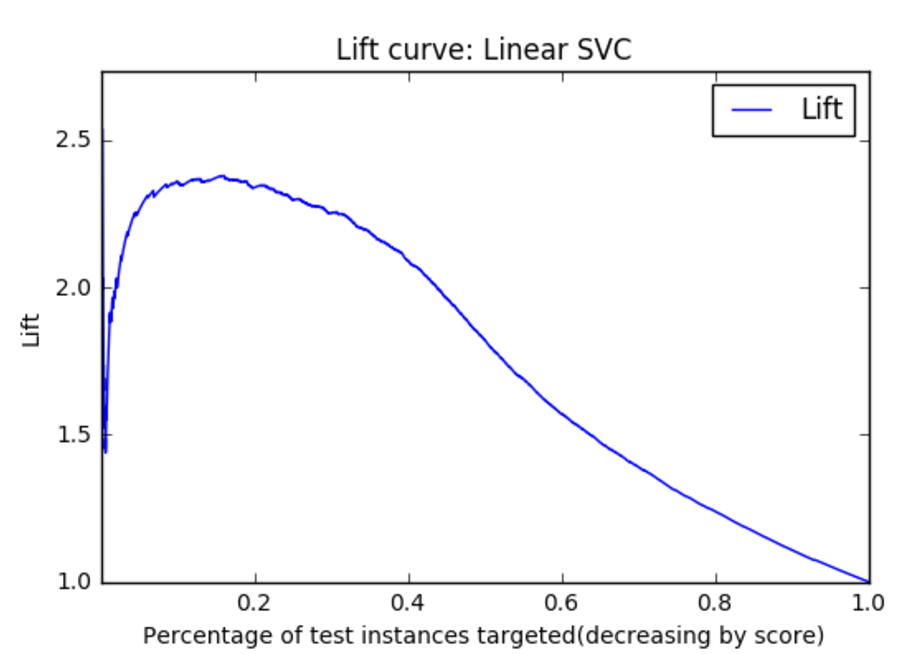 Lift curve: Linear SVC
Lift
2.5
2.0
1.5
1.0
Lift
0.2 0.4 0.6 0.8 1.0
Percentage of test instances targeted(decreasing by score)